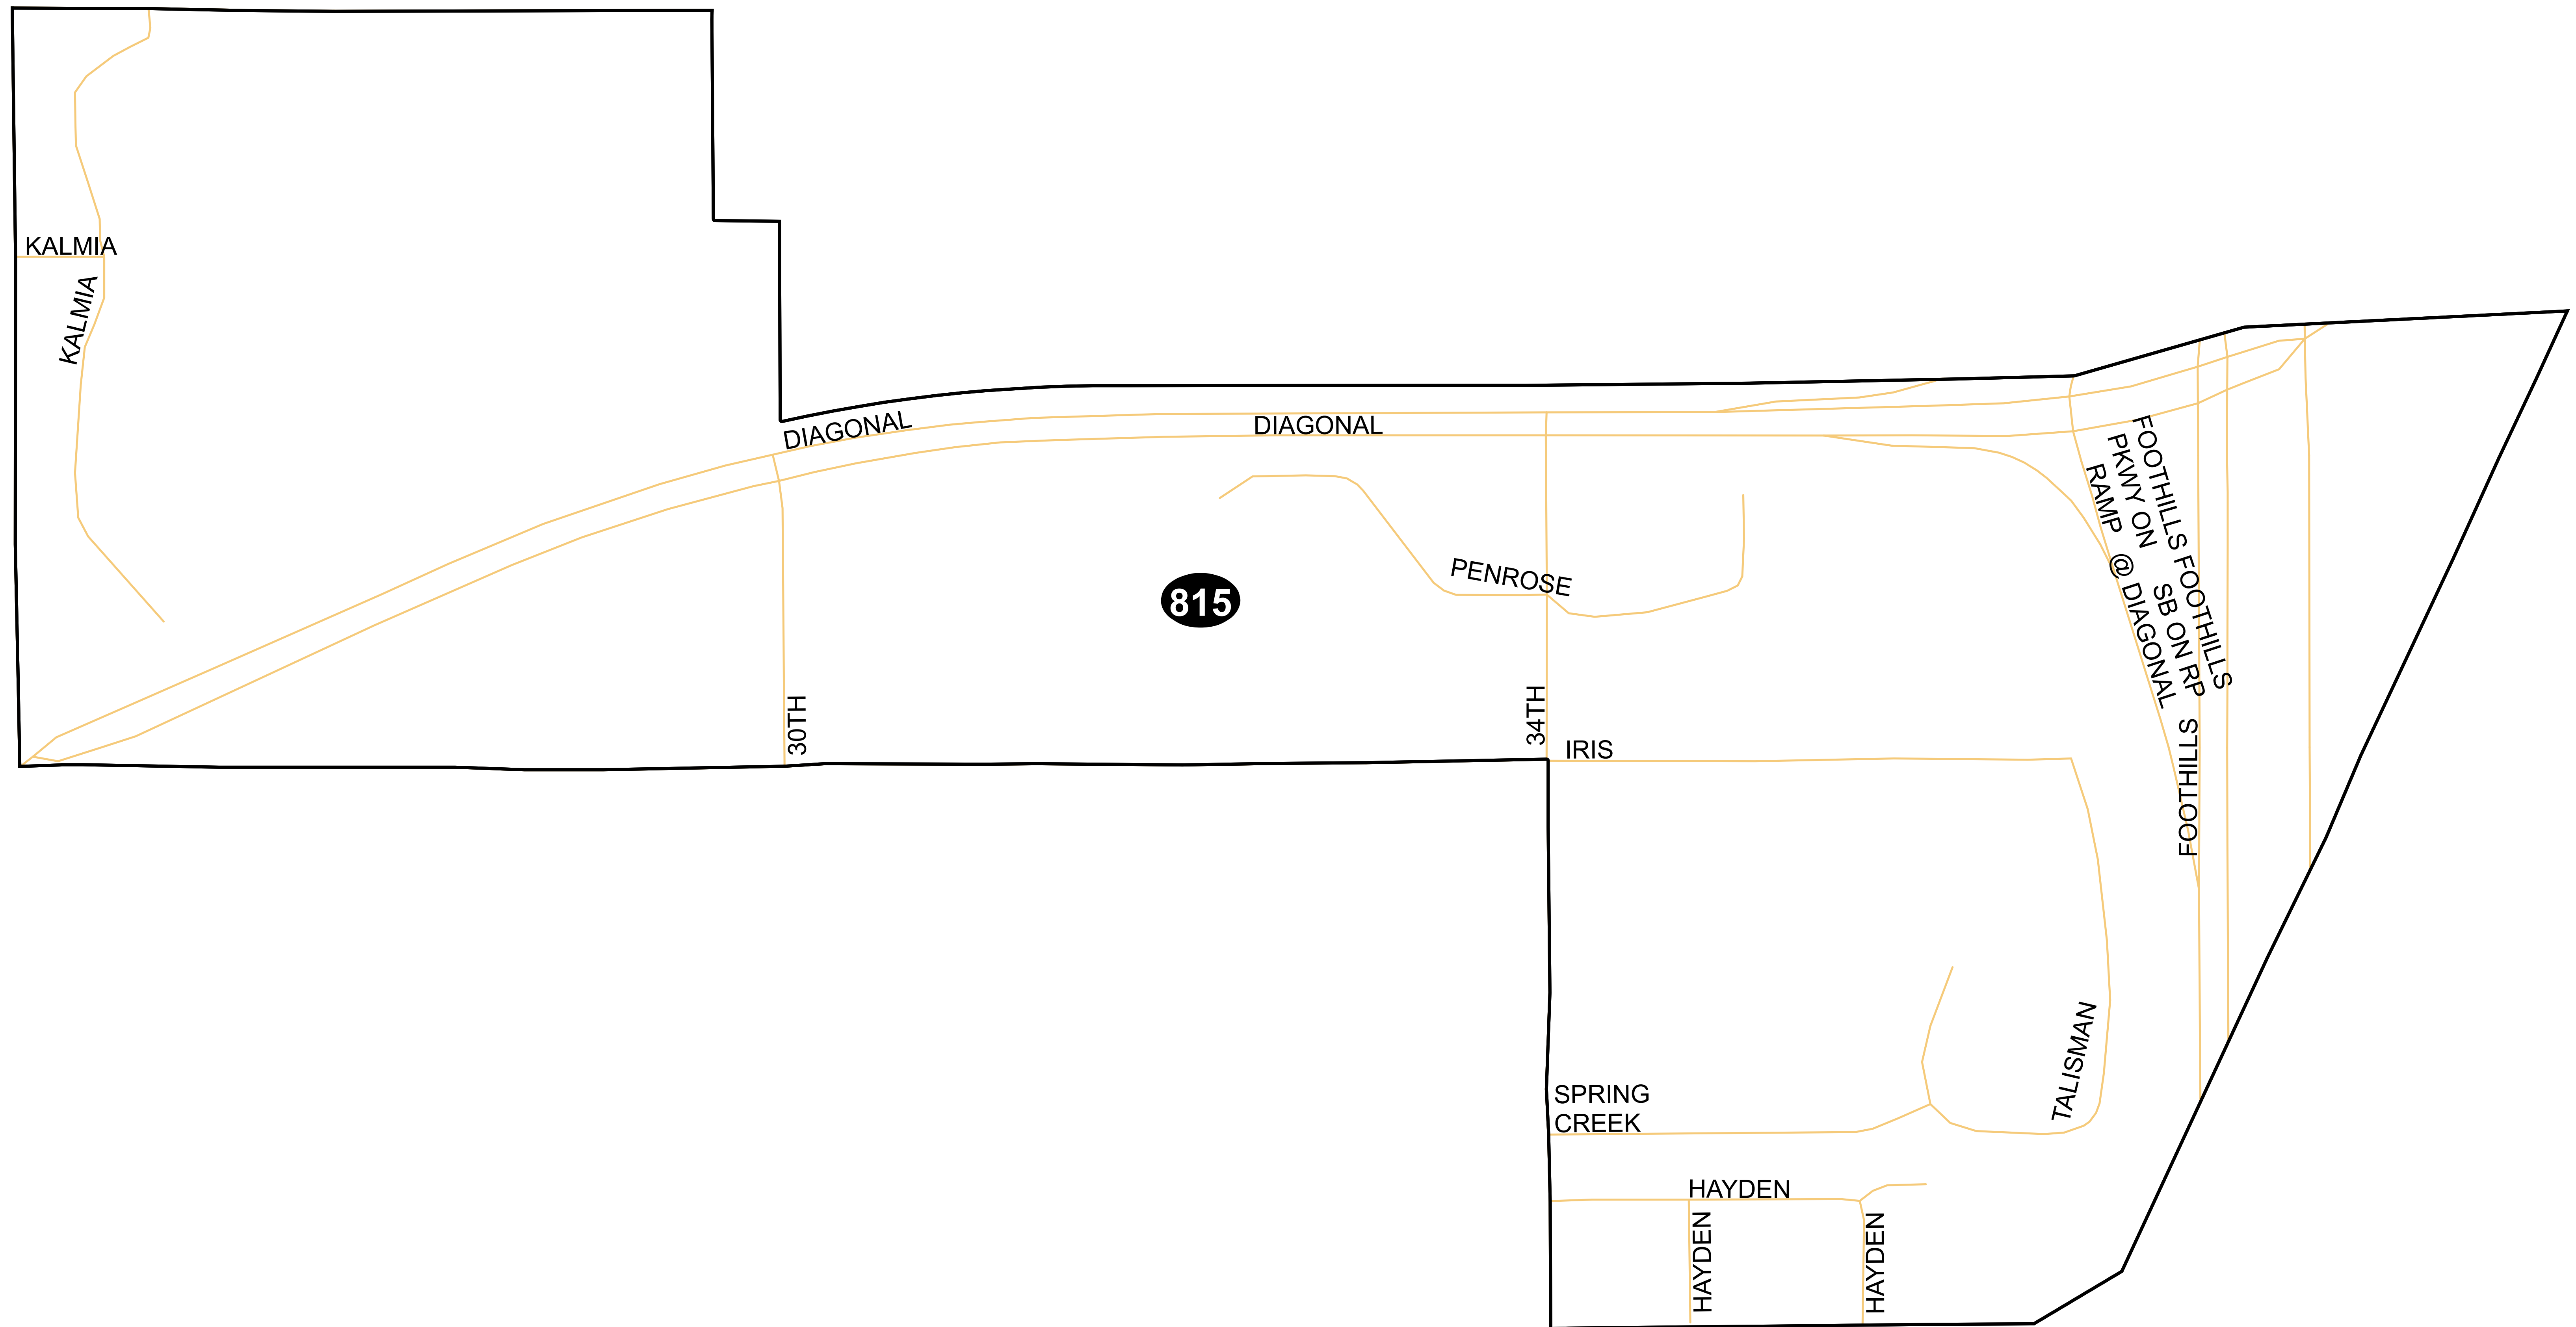 KALMIA
KALMIA
DIAGONAL
DIAGONAL
PENROSE
815
30TH
34TH
IRIS
FOOTHILLS FOOTHILLS
PKWY ON SB ON RP
RAMP @ DIAGONAL
FOOTHILLS
TALISMAN
SPRING
CREEK
HAYDEN
HAYDEN
HAYDEN